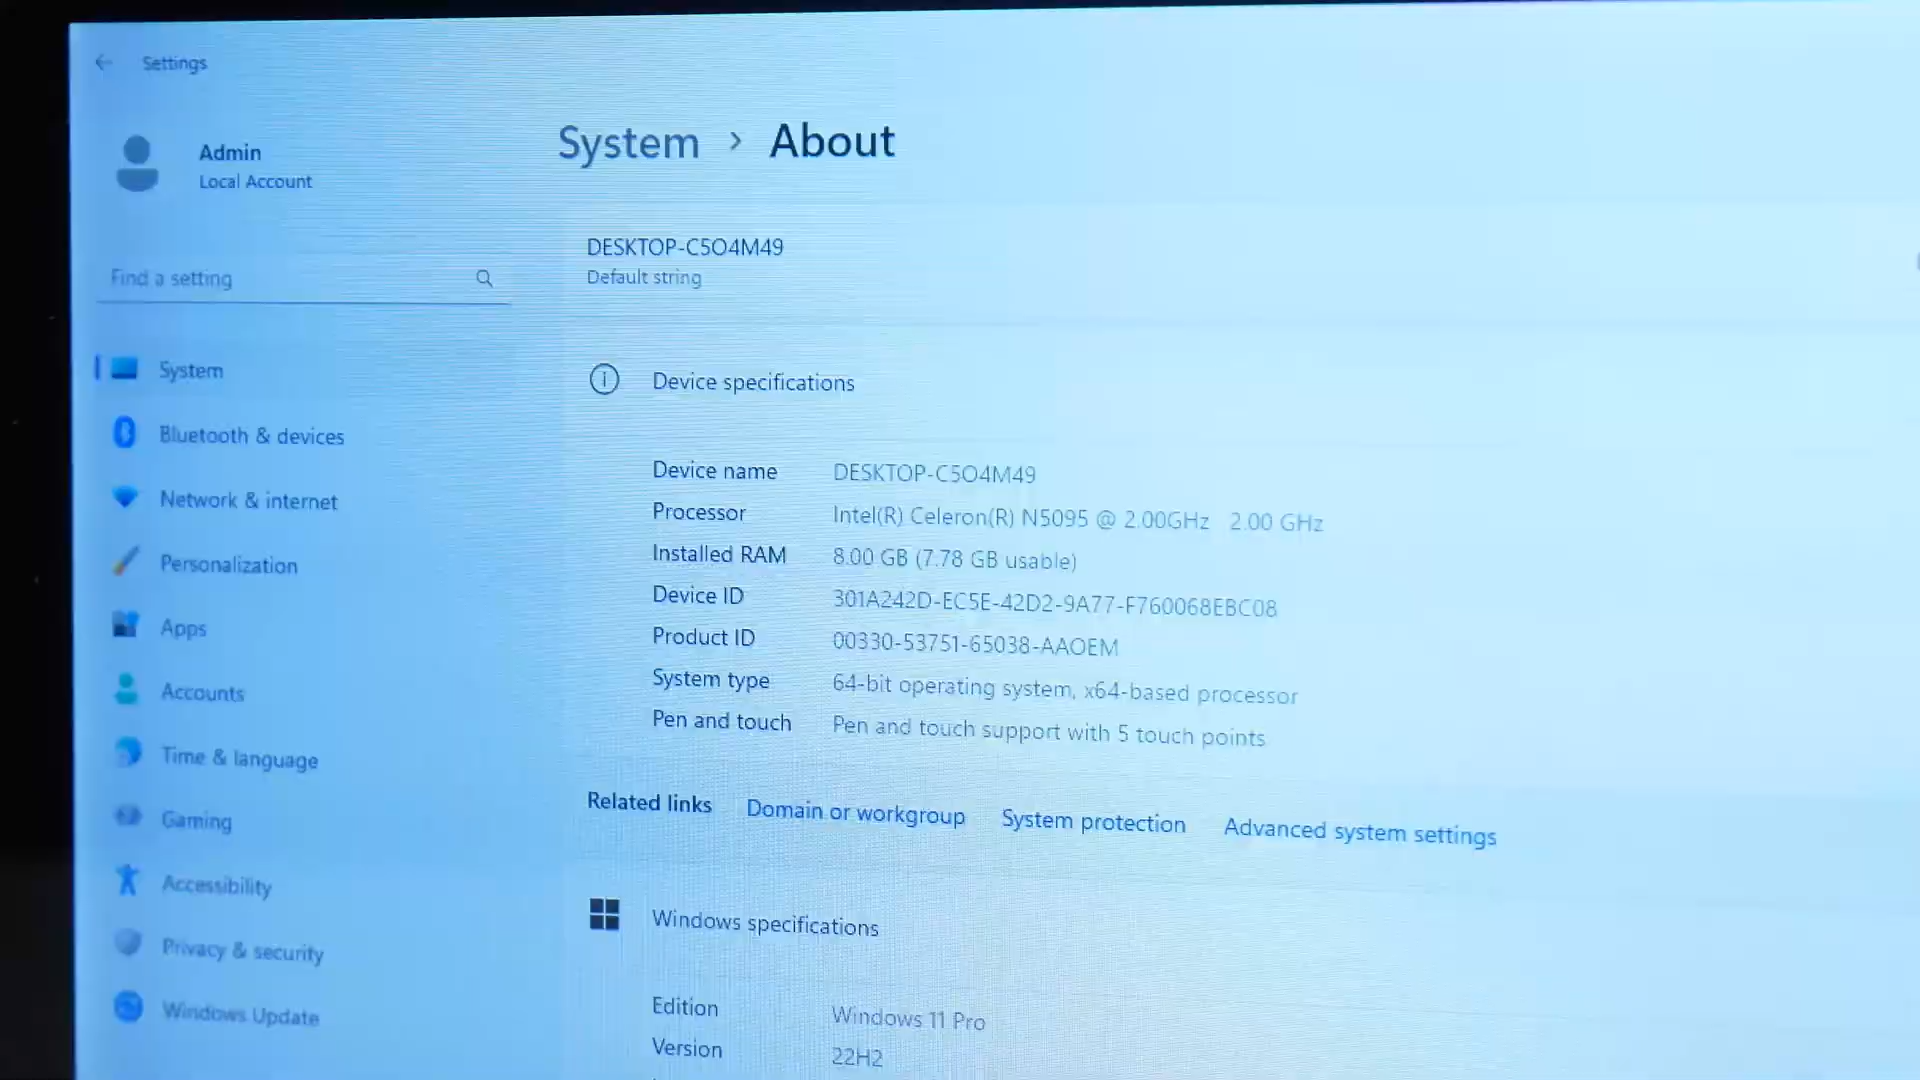 Settings
Admin
Local Account
Find a setting
System
Bluetooth & devices
Network & internet
Personalization
Apps
Accounts
Time & language
Gaming
Accessibility
Privacy & security
Windows Update
System › About
DESKTOP-C5O4M49
Default string
Device specifications
Device name DESKTOP-C5O4M49
Processor Intel(R) Celeron(R) N5095 @ 2.00GHz 2.00 GHz
Installed RAM 8.00 GB (7.78 GB usable)
Device ID 301A242D-EC5E-42D2-9A77-F760068EBC08
Product ID 00330-53751-65038-AAOEM
System type 64-bit operating system, x64-based processor
Pen and touch Pen and touch support with 5 touch points
Related links Domain or workgroup System protection Advanced system settings
Windows specifications
Edition Windows 11 Pro
Version 22H2